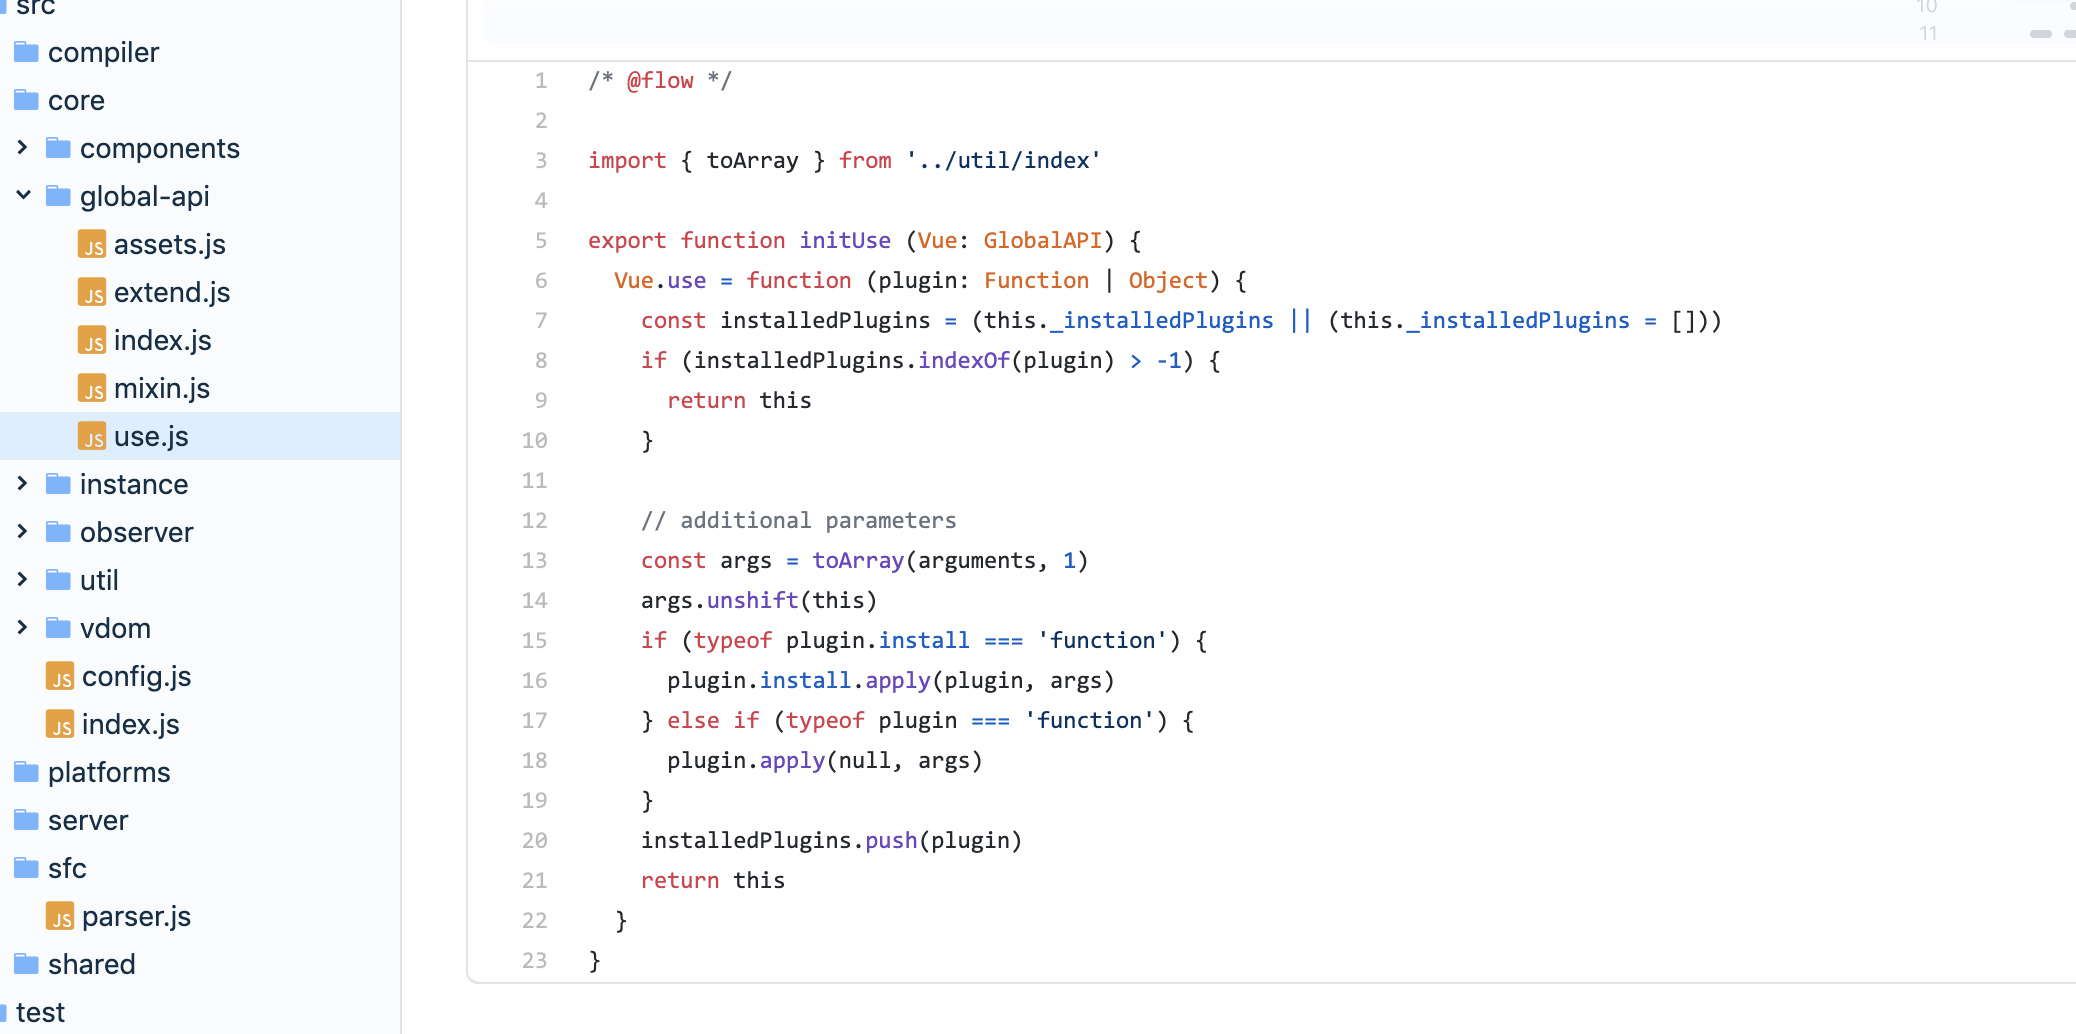 src
compiler
core
components
global-api
JS assets.js
JS extend.js
JS index.js
JS mixin.js
JS use.js
instance
observer
util
vdom
JS config.js
JS index.js
platforms
server
sfc
JS parser.js
shared
test
10
11
1 /* @flow */
2
3 import { toArray } from '../util/index'
4
5 export function initUse (Vue: GlobalAPI) {
6   Vue.use = function (plugin: Function | Object) {
7     const installedPlugins = (this._installedPlugins || (this._installedPlugins = []))
8     if (installedPlugins.indexOf(plugin) > -1) {
9       return this
10     }
11
12     // additional parameters
13     const args = toArray(arguments, 1)
14     args.unshift(this)
15     if (typeof plugin.install === 'function') {
16       plugin.install.apply(plugin, args)
17     } else if (typeof plugin === 'function') {
18       plugin.apply(null, args)
19     }
20     installedPlugins.push(plugin)
21     return this
22   }
23 }